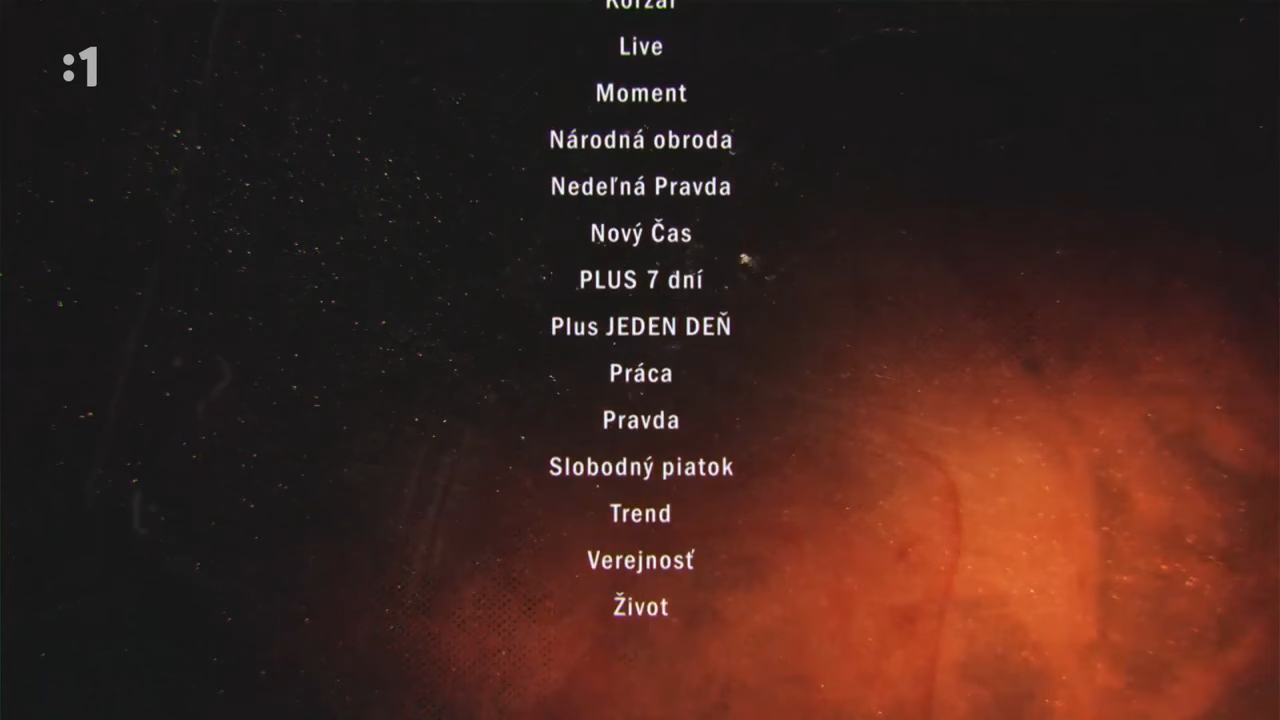 :1
Korzár
Live
Moment
Národná obroda
Nedeľná Pravda
Nový Čas
PLUS 7 dní
Plus JEDEN DEŇ
Práca
Pravda
Slobodný piatok
Trend
Verejnosť
Život